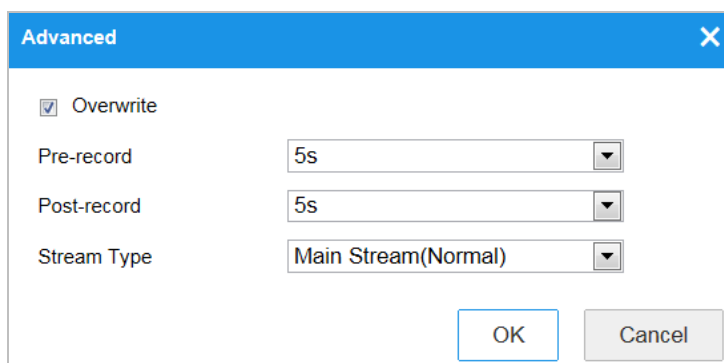 Advanced
Overwrite
Pre-record 5s
Post-record 5s
Stream Type Main Stream(Normal)
OK Cancel